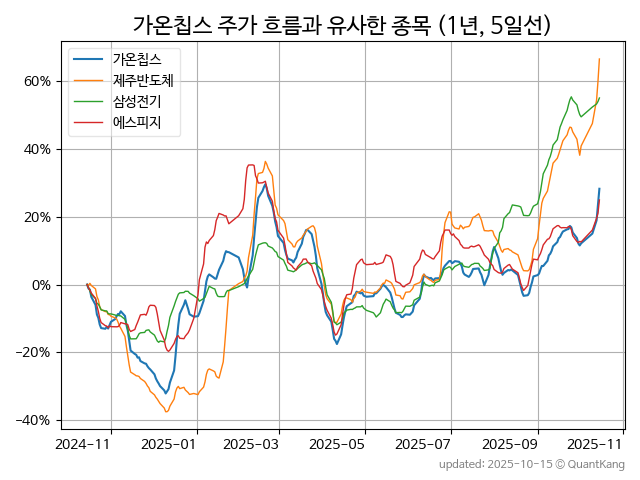 가온칩스 주가 흐름과 유사한 종목 (1년, 5일선)
가온칩스
제주반도체
삼성전기
에스피지
60%
40%
20%
0%
−20%
−40%
2024-11 2025-01 2025-03 2025-05 2025-07 2025-09 2025-11
updated: 2025-10-15 © QuantKang